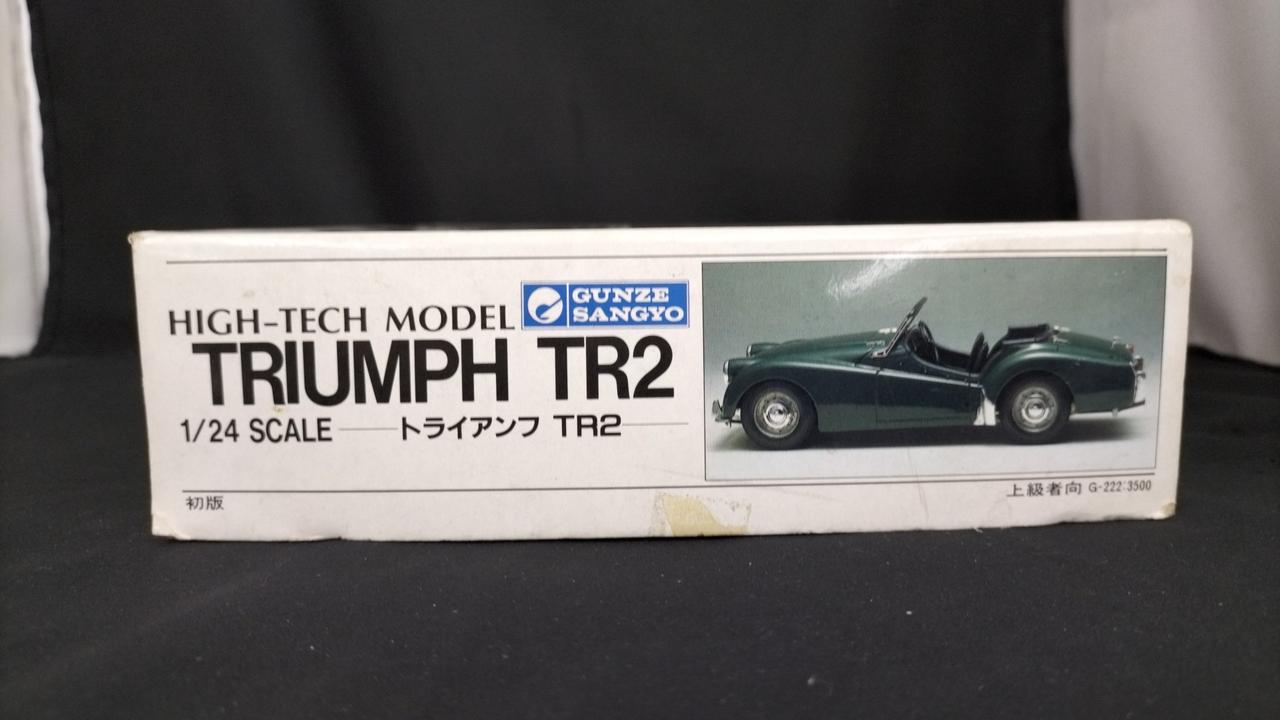 HIGH-TECH MODEL
GUNZE
SANGYO
TRIUMPH TR2
1/24 SCALE トライアンフ TR2
初版
上級者向 G-222:3500